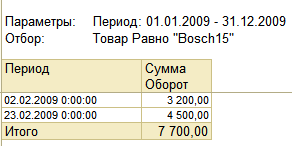 Параметры: Период: 01.01.2009 - 31.12.2009
Отбор: Товар Равно "Bosch15"
Период Сумма Оборот
02.02.2009 0:00:00 3 200,00
23.02.2009 0:00:00 4 500,00
Итого 7 700,00